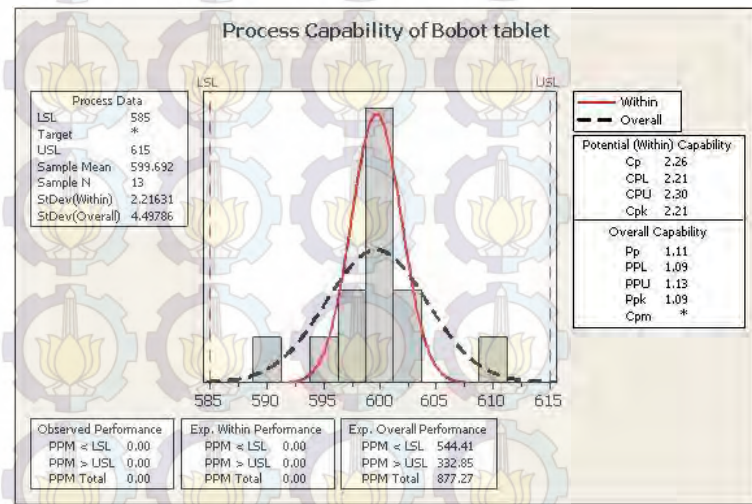 Process Capability of Bobot tablet
LSL
USL
Process Data
LSL 585
Target *
USL 615
Sample Mean 599.692
Sample N 13
StDev(Within) 2.21631
StDev(Overall) 4.49786
Within
Overall
Potential (Within) Capability
Cp 2.26
CPL 2.21
CPU 2.30
Cpk 2.21
Overall Capability
Pp 1.11
PPL 1.09
PPU 1.13
Ppk 1.09
Cpm *
585 590 595 600 605 610 615
Observed Performance
PPM < LSL 0.00
PPM > USL 0.00
PPM Total 0.00
Exp. Within Performance
PPM < LSL 0.00
PPM > USL 0.00
PPM Total 0.00
Exp. Overall Performance
PPM < LSL 544.41
PPM > USL 332.85
PPM Total 877.27